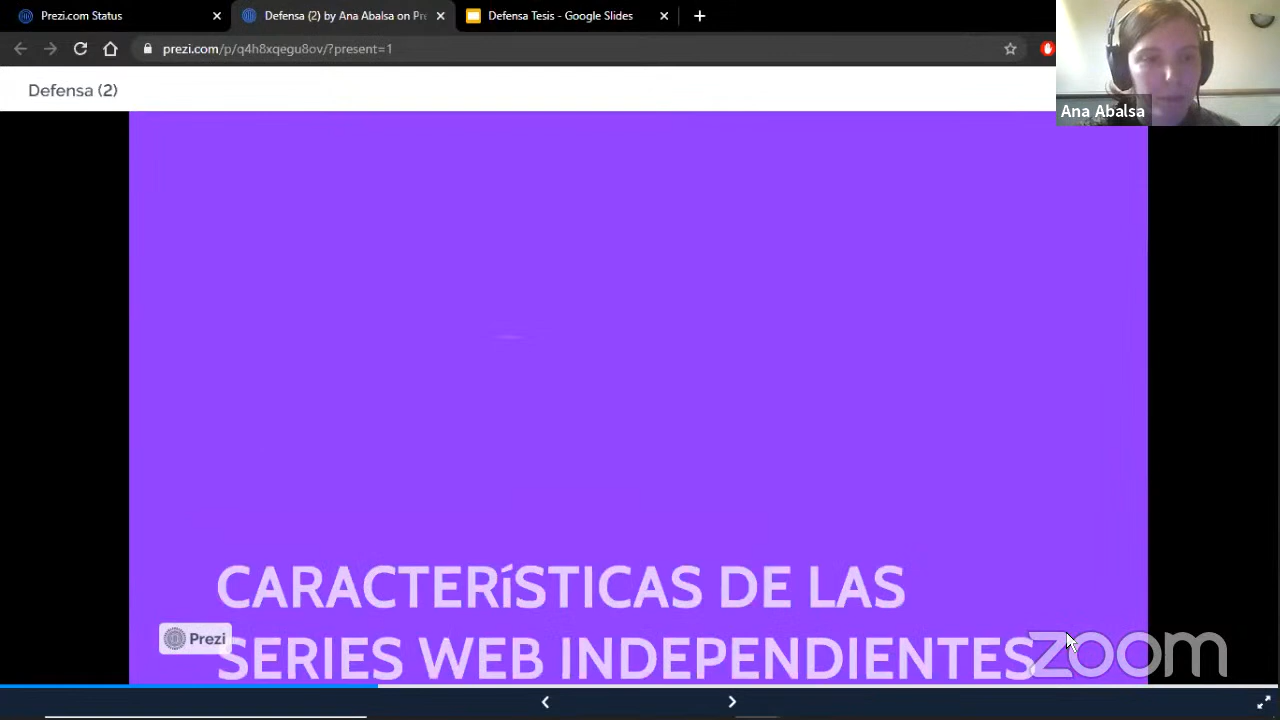 Prezi.com Status
Defensa (2) by Ana Abalsa on Pre
Defensa Tesis - Google Slides
prezi.com/p/q4h8xqegu8ov/?present=1
Defensa (2)
Ana Abalsa
CARACTERíSTICAS DE LAS
SERIES WEB INDEPENDIENTES
Prezi
zoom